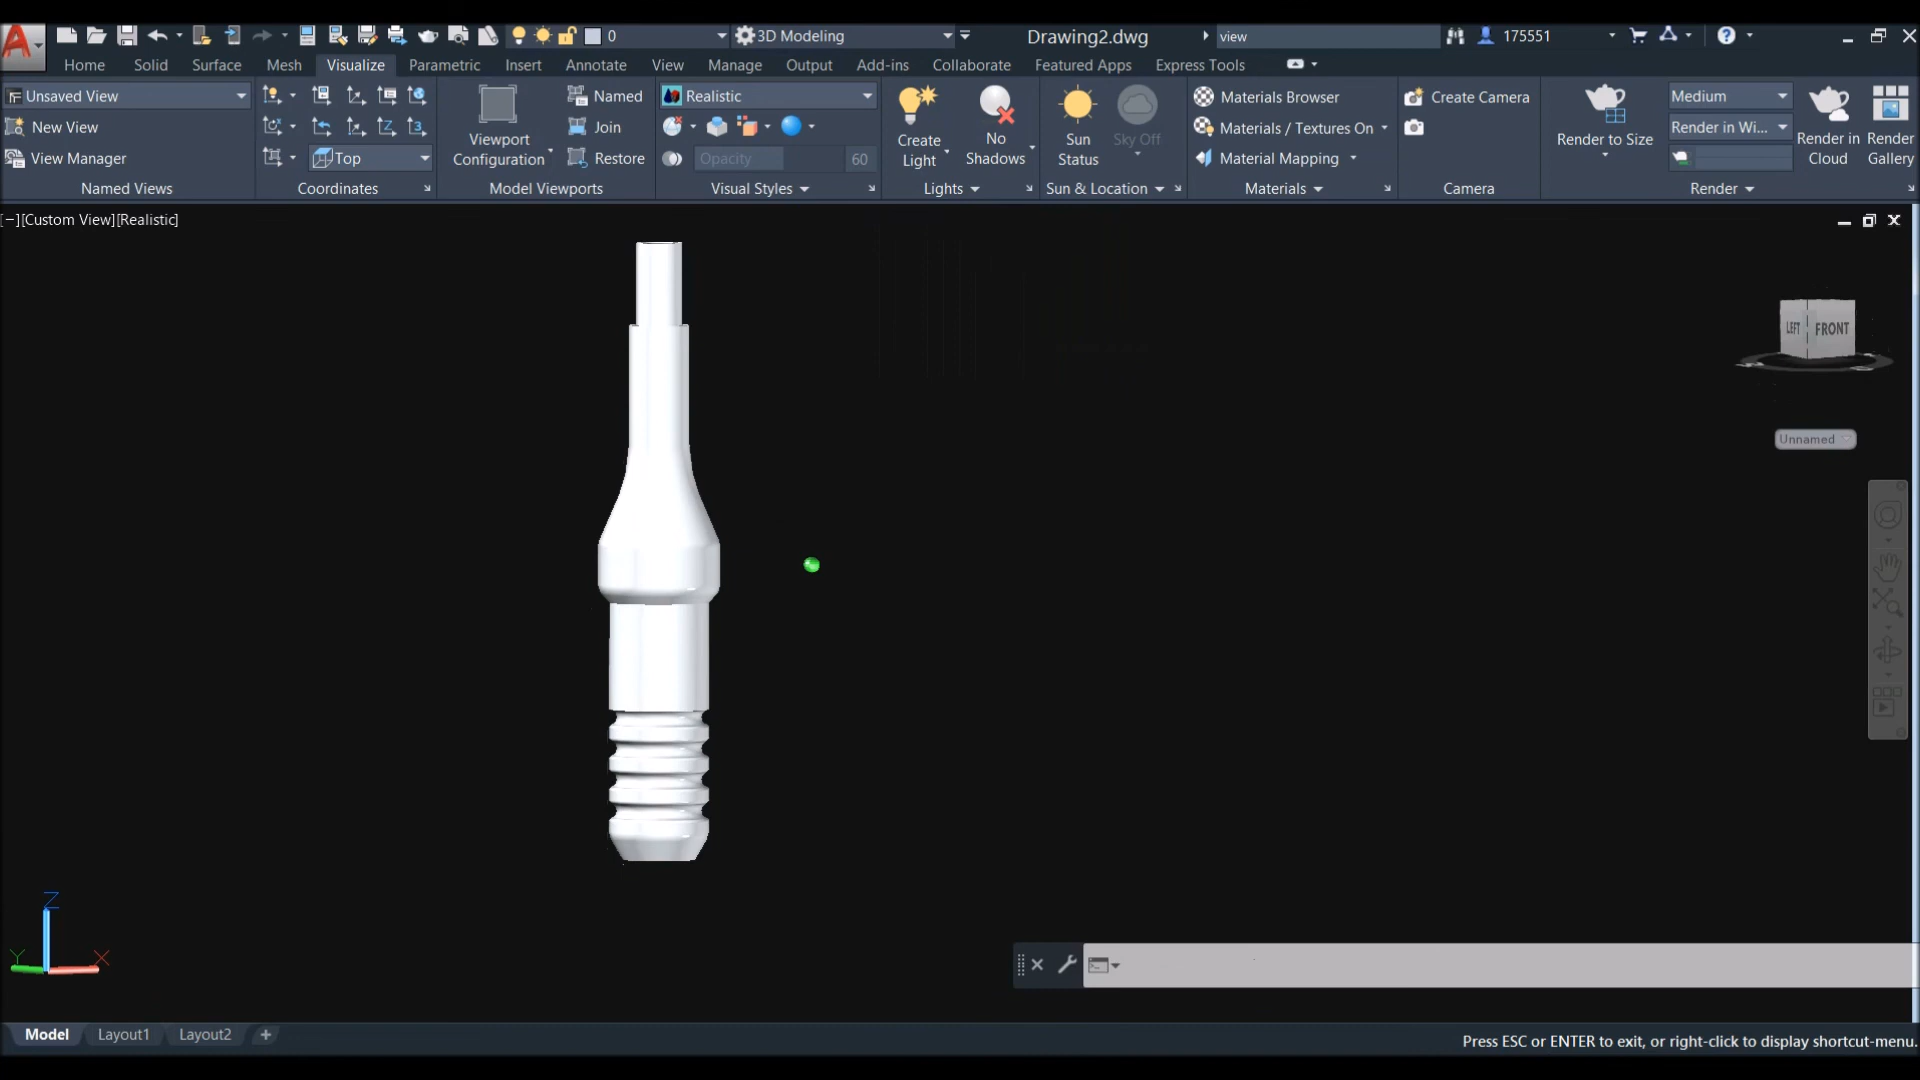 0
3D Modeling
Drawing2.dwg
view
175551
Home Solid Surface Mesh Visualize Parametric Insert Annotate View Manage Output Add-ins Collaborate Featured Apps Express Tools
Unsaved View
New View
View Manager
Named Views
Top
Coordinates
Viewport
Configuration
Named
Join
Restore
Model Viewports
Realistic
Opacity 60
Visual Styles
Create
Light
No
Shadows
Lights
Sun
Status
Sky Off
Sun & Location
Materials Browser
Materials / Textures On
Material Mapping
Materials
Create Camera
Camera
Render to Size
Medium
Render in Wi...
Render in
Cloud
Render
Gallery
Render
[−][Custom View][Realistic]
LEFT FRONT
Unnamed
Z
Y X
Model Layout1 Layout2 +
Press ESC or ENTER to exit, or right-click to display shortcut-menu.